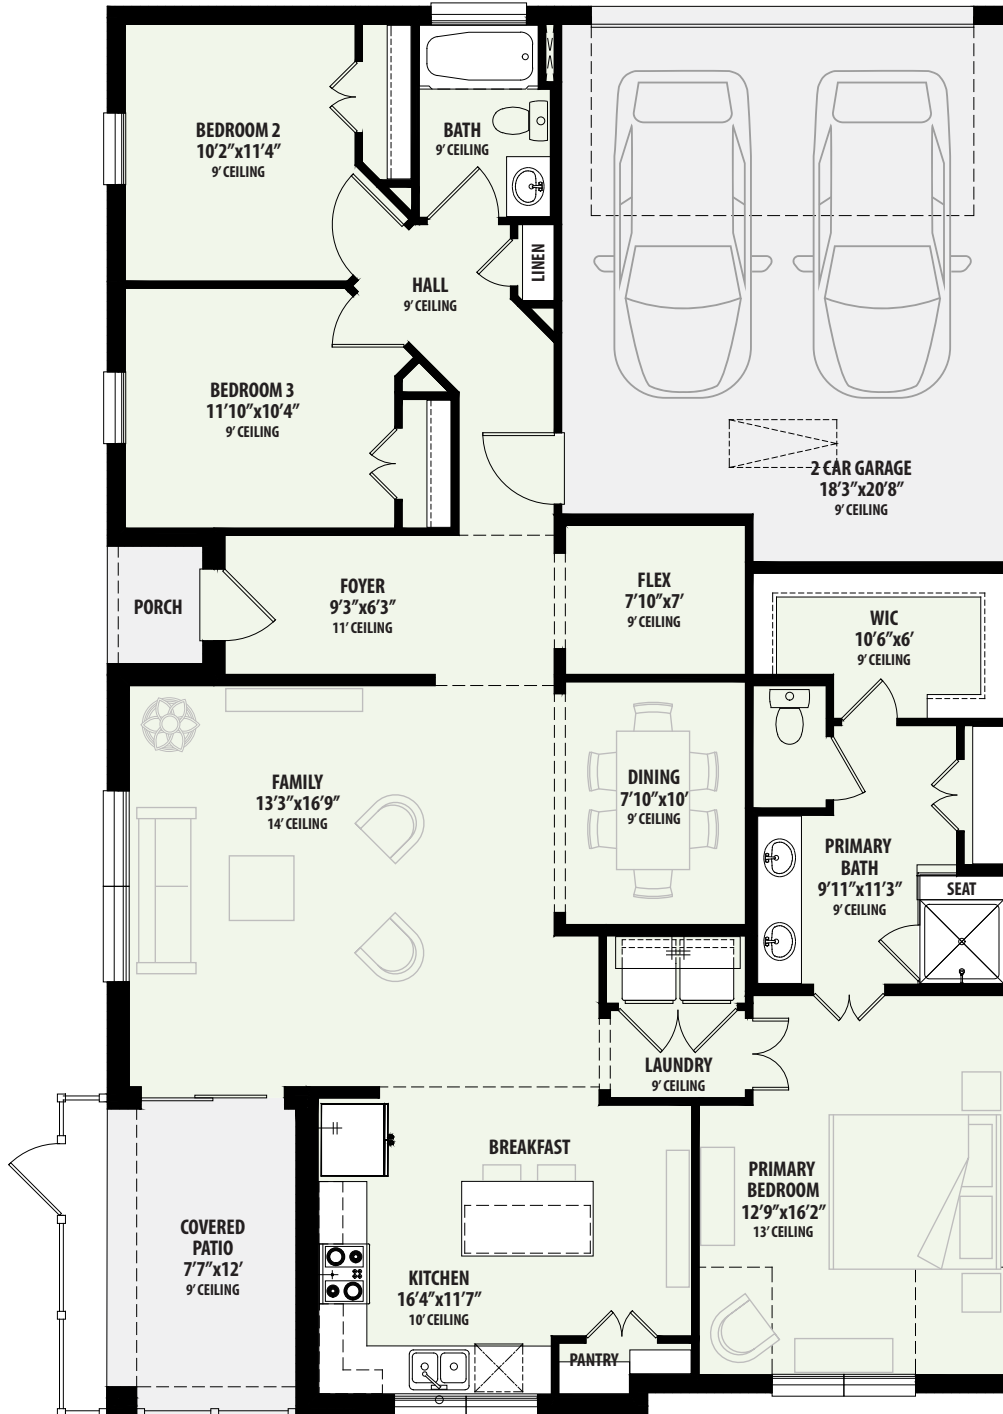 BEDROOM 2
10'2"x11'4"
9' CEILING
BATH
9' CEILING
LINEN
HALL
9' CEILING
BEDROOM 3
11'10"x10'4"
9' CEILING
2 CAR GARAGE
18'3"x20'8"
9' CEILING
PORCH
FOYER
9'3"x6'3"
11' CEILING
FLEX
7'10"x7'
9' CEILING
WIC
10'6"x6'
9' CEILING
FAMILY
13'3"x16'9"
14' CEILING
DINING
7'10"x10'
9' CEILING
PRIMARY
BATH
9'11"x11'3"
9' CEILING
SEAT
LAUNDRY
9' CEILING
BREAKFAST
PRIMARY
BEDROOM
12'9"x16'2"
13' CEILING
COVERED
PATIO
7'7"x12'
9' CEILING
KITCHEN
16'4"x11'7"
10' CEILING
PANTRY